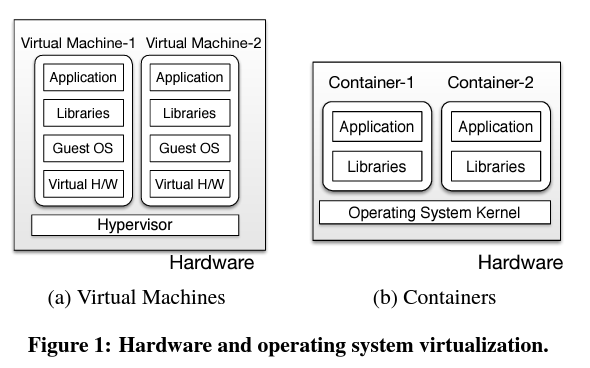 Virtual Machine-1
Application
Libraries
Guest OS
Virtual H/W
Virtual Machine-2
Application
Libraries
Guest OS
Virtual H/W
Hypervisor
Hardware
(a) Virtual Machines
Container-1
Application
Libraries
Container-2
Application
Libraries
Operating System Kernel
Hardware
(b) Containers
Figure 1: Hardware and operating system virtualization.